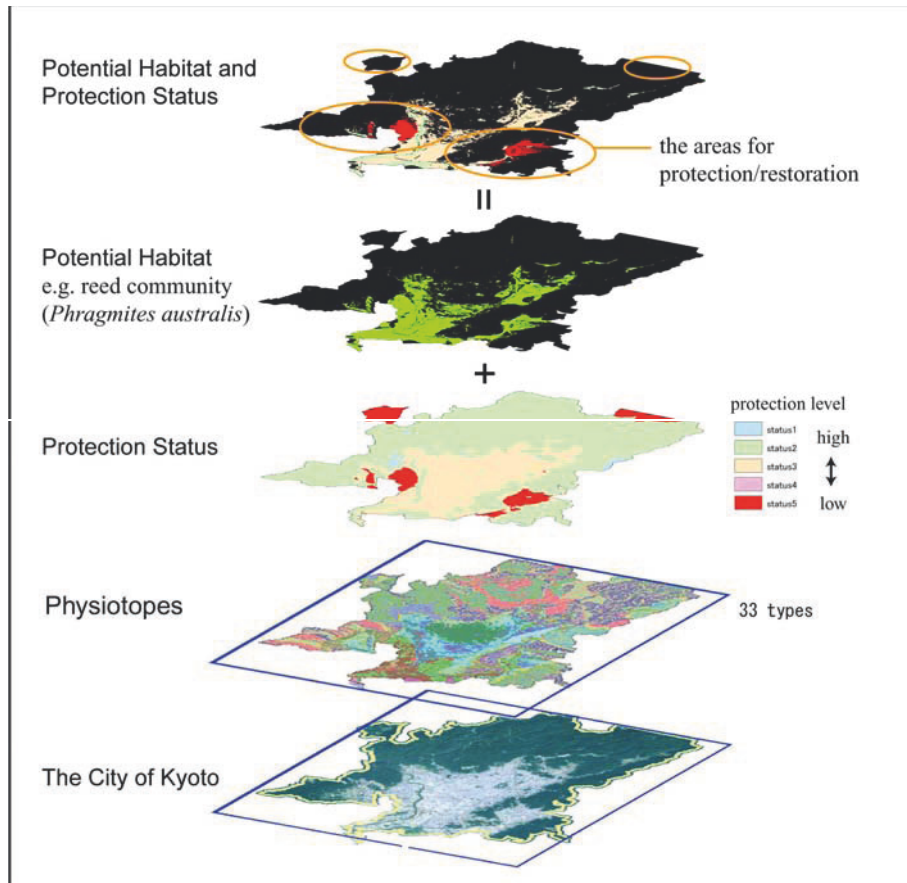 Potential Habitat and
Protection Status
the areas for
protection/restoration
=
Potential Habitat
e.g. reed community
(Phragmites australis)
+
Protection Status
protection level
status1
status2
status3
status4
status5
high
low
Physiotopes
33 types
The City of Kyoto